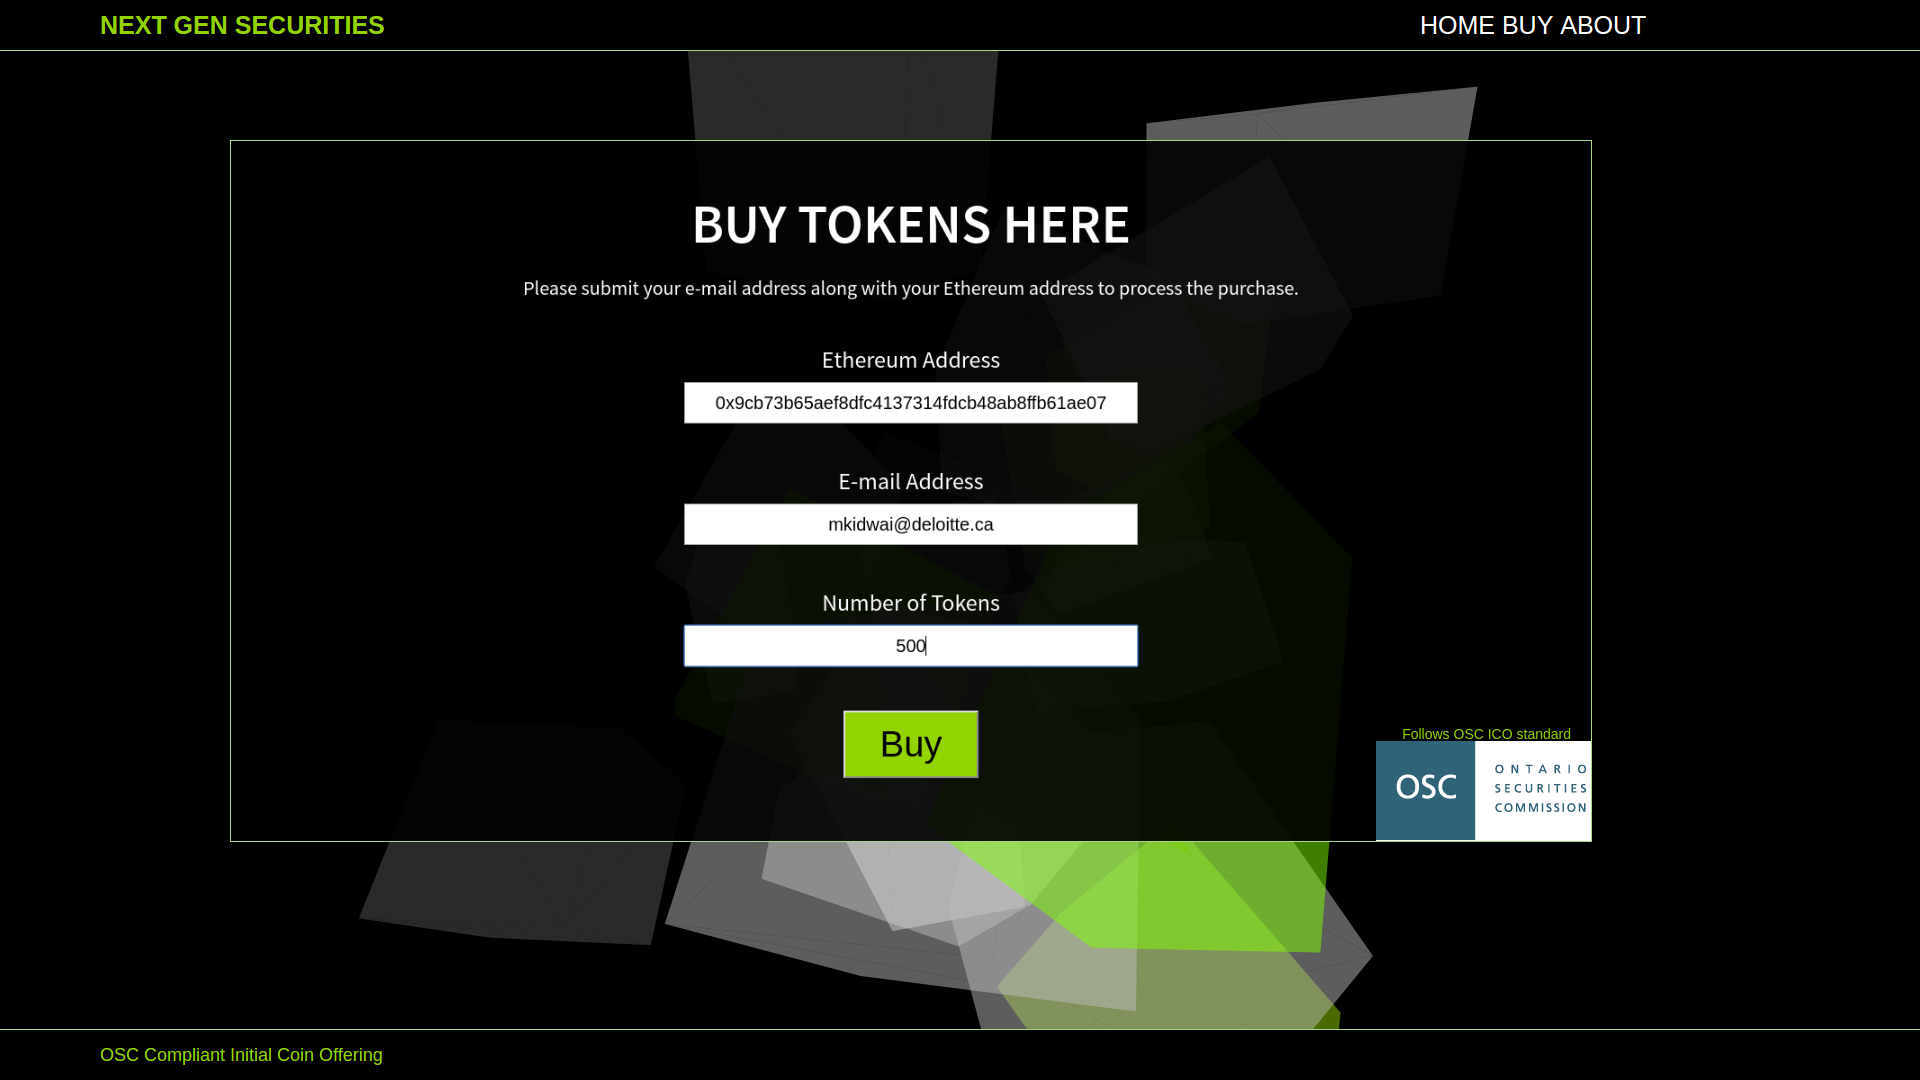 NEXT GEN SECURITIES
HOME BUY ABOUT
BUY TOKENS HERE
Please submit your e-mail address along with your Ethereum address to process the purchase.
Ethereum Address
0x9cb73b65aef8dfc4137314fdcb48ab8ffb61ae07
E-mail Address
mkidwai@deloitte.ca
Number of Tokens
500
Buy
Follows OSC ICO standard
OSC
ONTARIO
SECURITIES
COMMISSION
OSC Compliant Initial Coin Offering